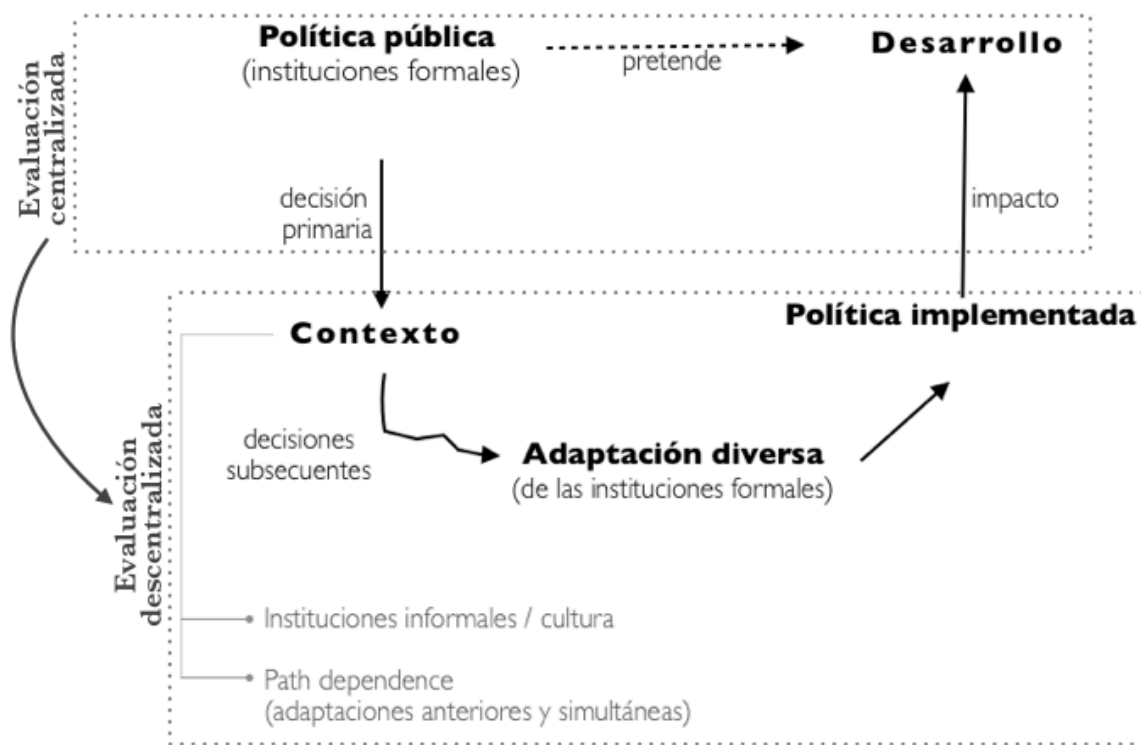 Política pública
(instituciones formales)
pretende
Desarrollo
Evaluación
centralizada
decisión
primaria
impacto
Contexto
Política implementada
decisiones
subsecuentes
Adaptación diversa
(de las instituciones formales)
Evaluación
descentralizada
Instituciones informales / cultura
Path dependence
(adaptaciones anteriores y simultáneas)